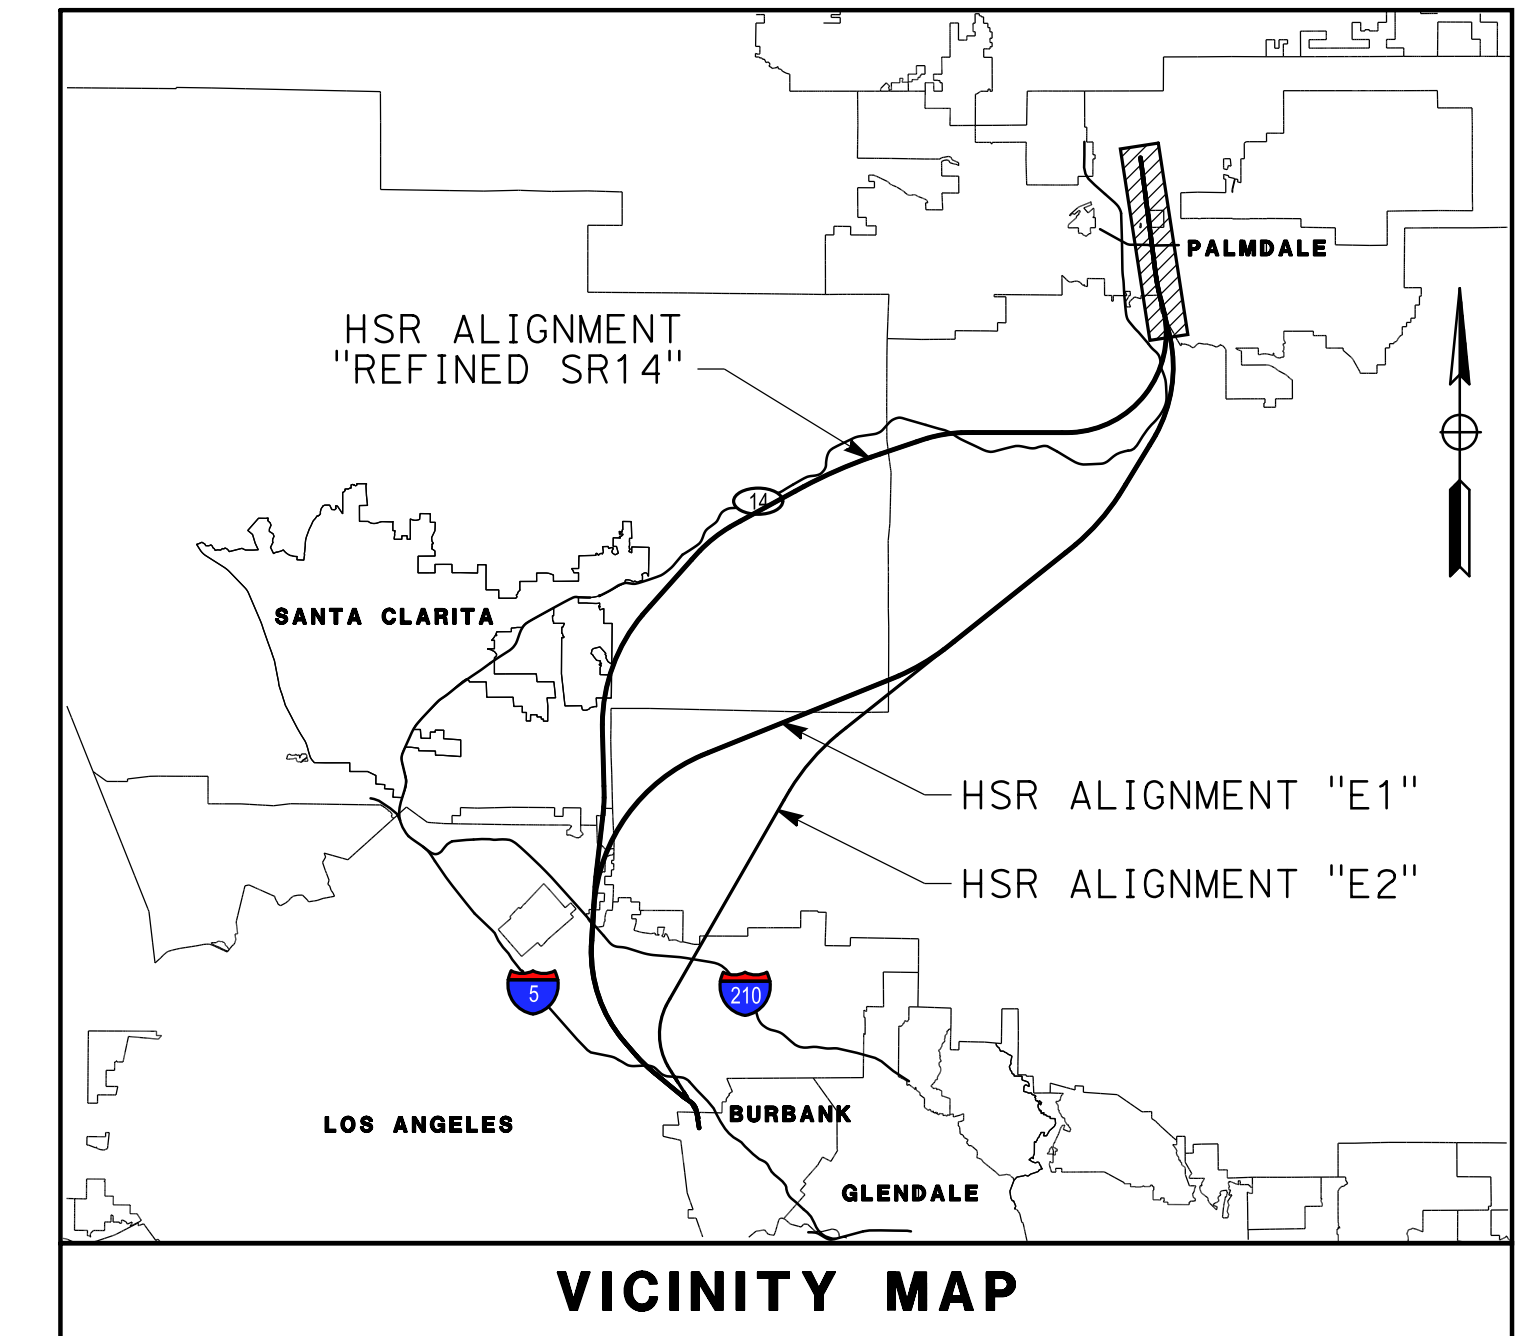 PALMDALE
HSR ALIGNMENT
"REFINED SR14"
14
SANTA CLARITA
HSR ALIGNMENT "E1"
HSR ALIGNMENT "E2"
5
210
LOS ANGELES
BURBANK
GLENDALE
VICINITY MAP